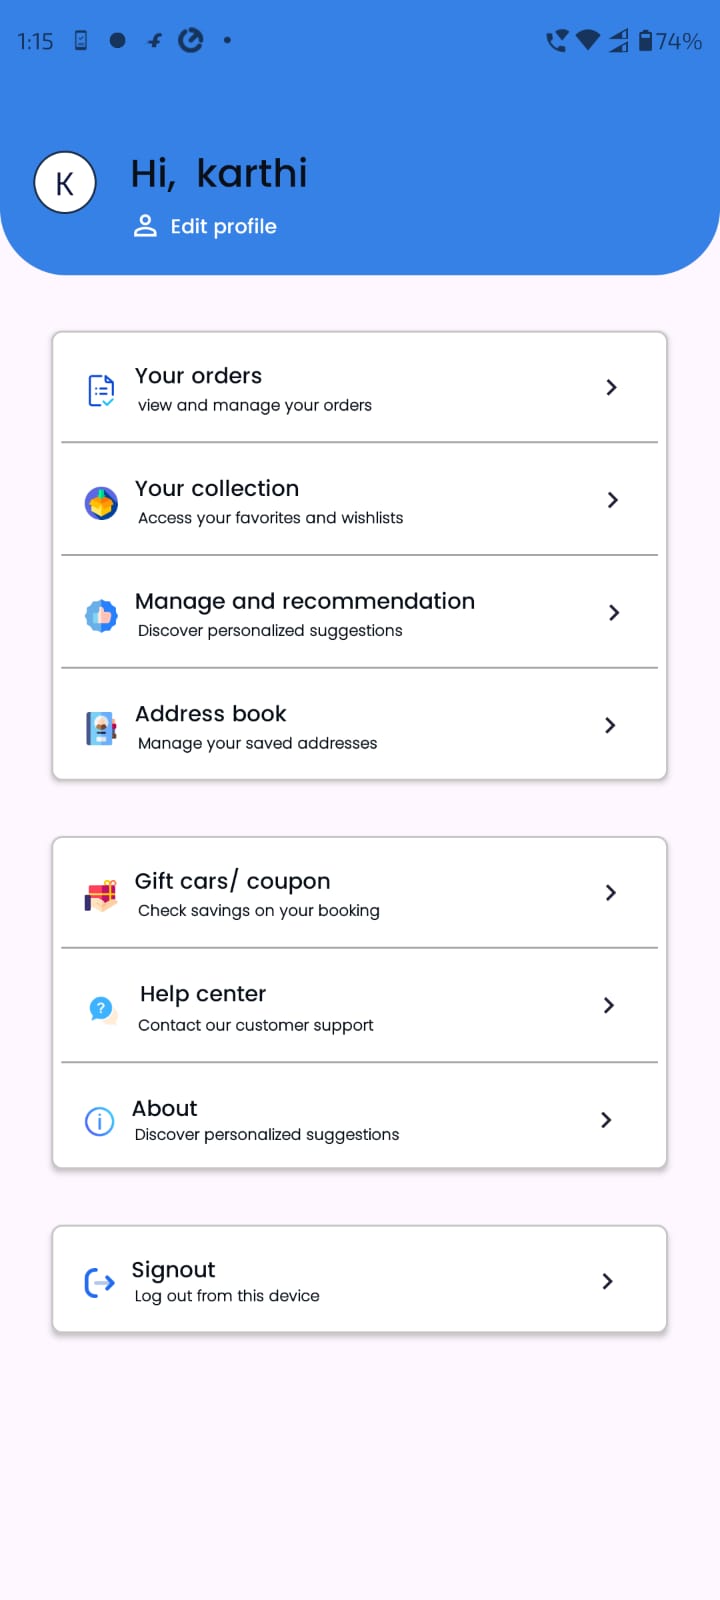 1:15 74%
K
Hi, karthi
Edit profile
Your orders
view and manage your orders
Your collection
Access your favorites and wishlists
Manage and recommendation
Discover personalized suggestions
Address book
Manage your saved addresses
Gift cars/ coupon
Check savings on your booking
?
Help center
Contact our customer support
i
About
Discover personalized suggestions
Signout
Log out from this device